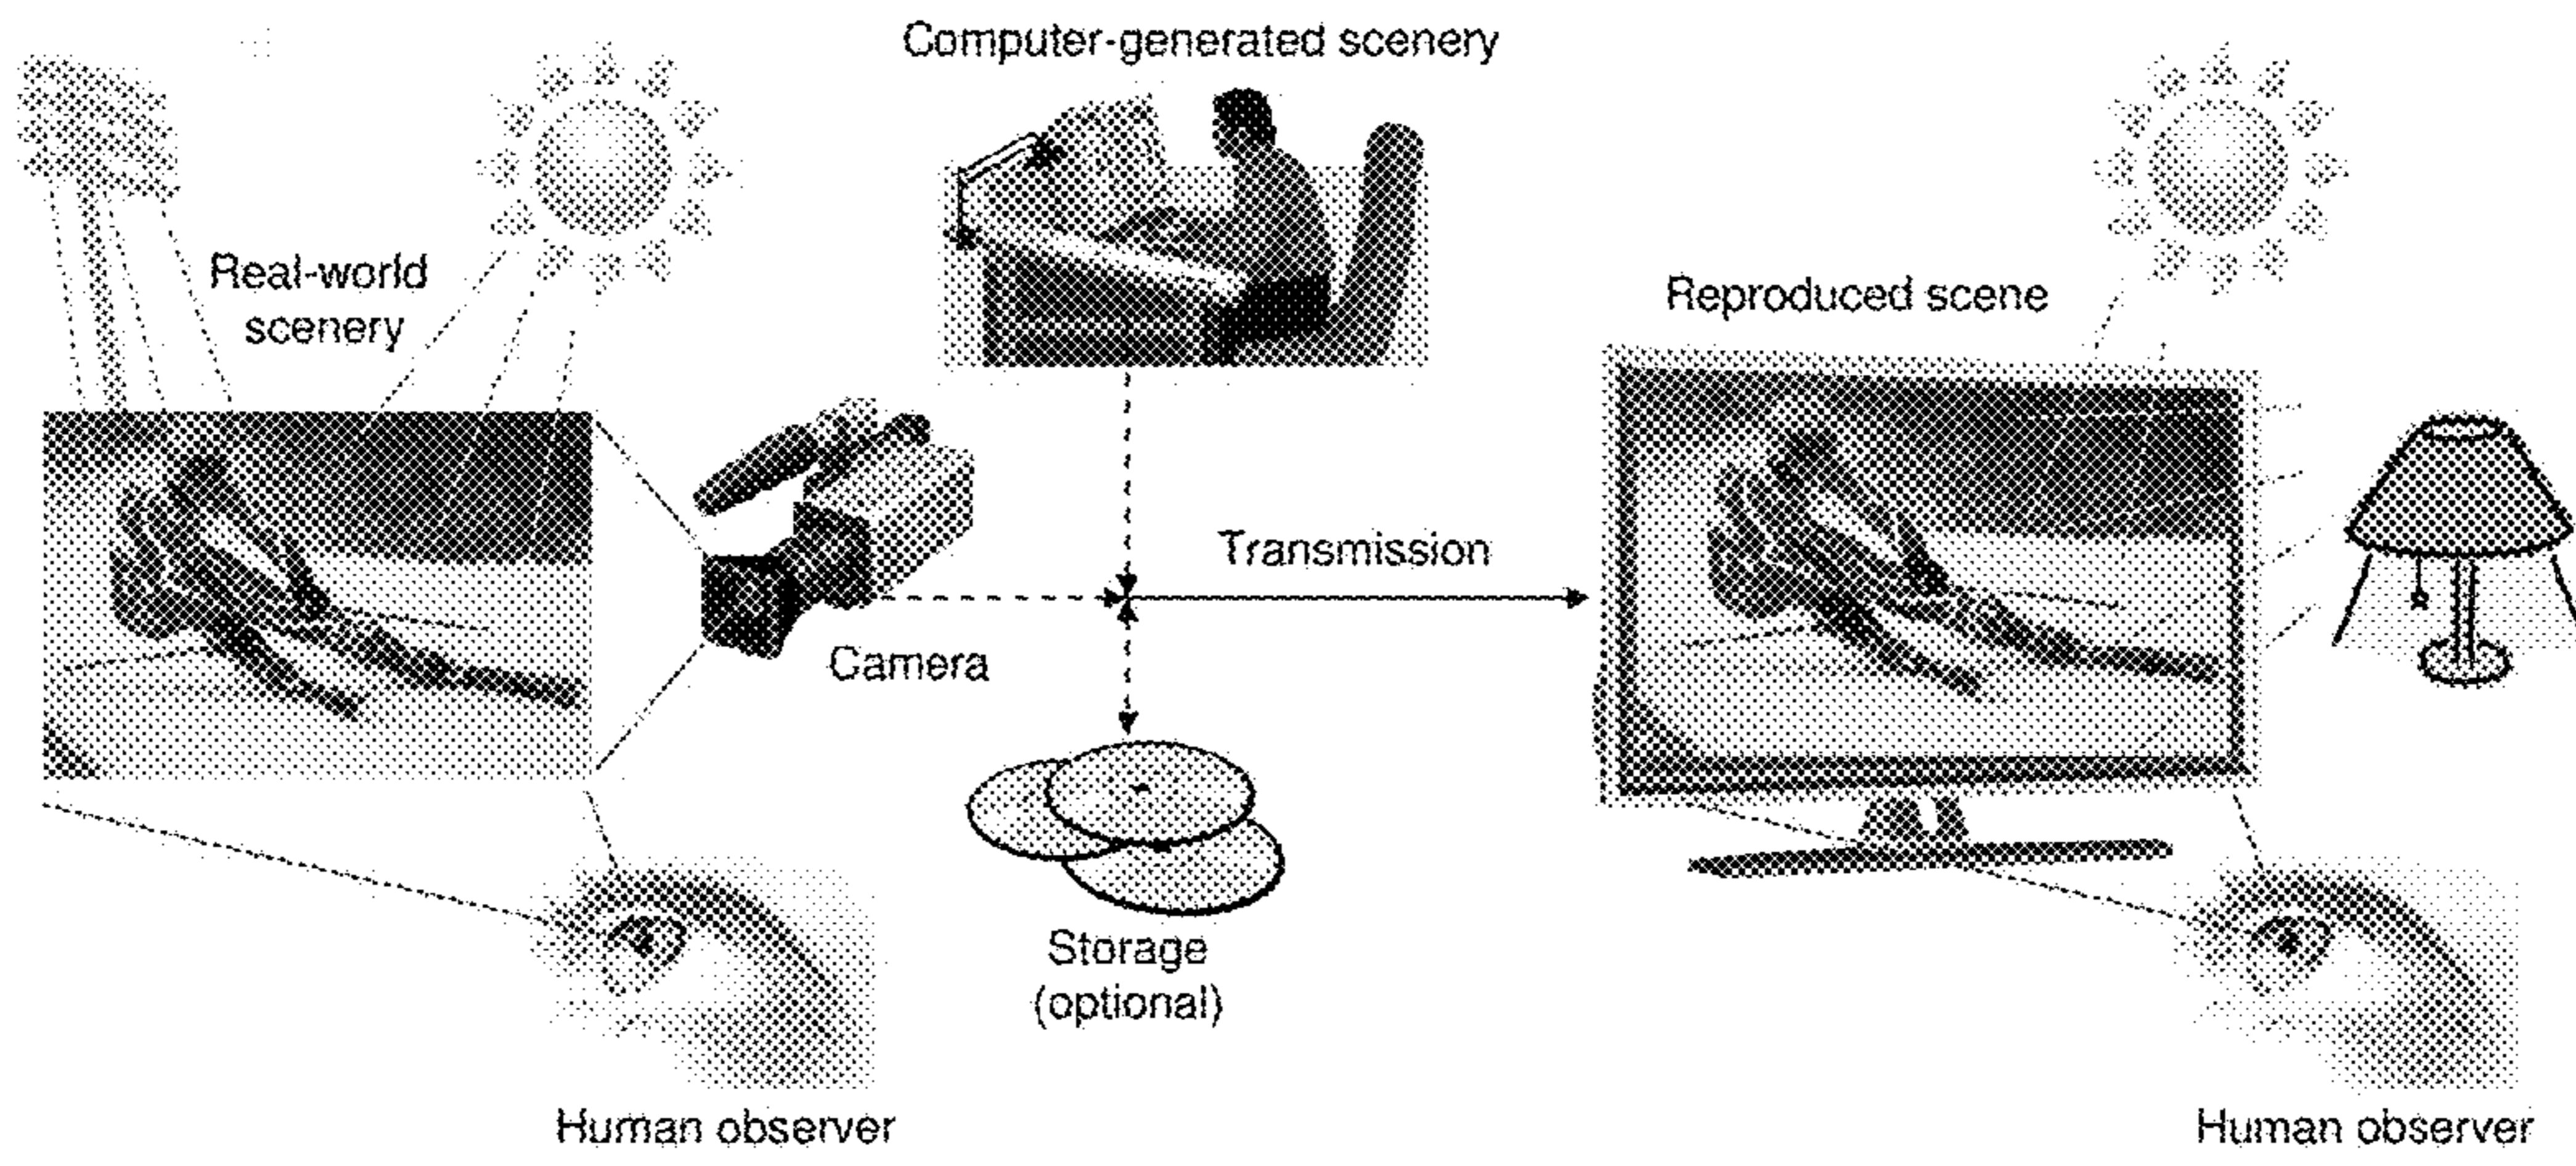 Computer-generated scenery
Real-world
scenery
Reproduced scene
Transmission
Camera
Storage
(optional)
Human observer
Human observer